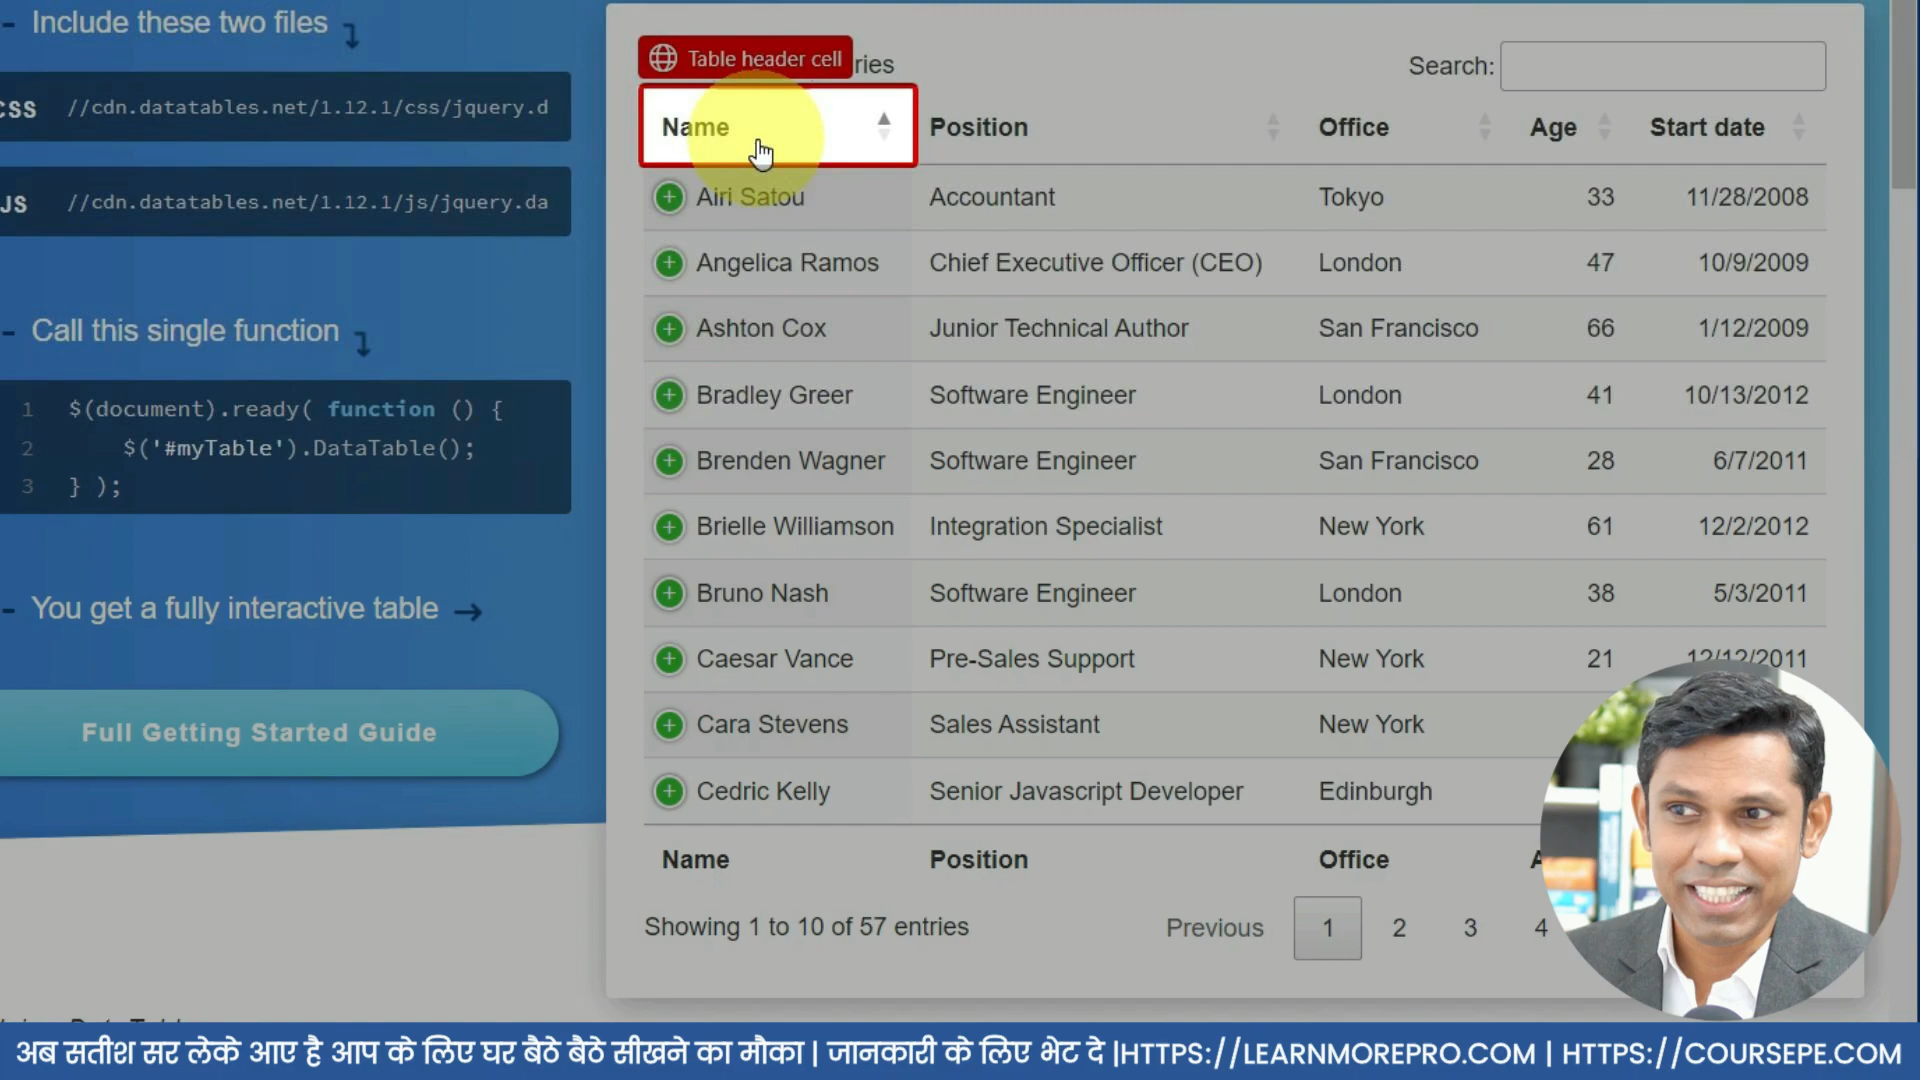 - Include these two files
CSS //cdn.datatables.net/1.12.1/css/jquery.d
JS //cdn.datatables.net/1.12.1/js/jquery.da
- Call this single function
1 $(document).ready( function () {
2 $('#myTable').DataTable();
3 } );
- You get a fully interactive table →
Full Getting Started Guide
Table header cell
ries
Search:
Name Position Office Age Start date
Airi Satou Accountant Tokyo 33 11/28/2008
Angelica Ramos Chief Executive Officer (CEO) London 47 10/9/2009
Ashton Cox Junior Technical Author San Francisco 66 1/12/2009
Bradley Greer Software Engineer London 41 10/13/2012
Brenden Wagner Software Engineer San Francisco 28 6/7/2011
Brielle Williamson Integration Specialist New York 61 12/2/2012
Bruno Nash Software Engineer London 38 5/3/2011
Caesar Vance Pre-Sales Support New York 21 12/12/2011
Cara Stevens Sales Assistant New York
Cedric Kelly Senior Javascript Developer Edinburgh
Name Position Office A
Showing 1 to 10 of 57 entries
Previous 1 2 3 4
अब सतीश सर लेके आए है आप के लिए घर बैठे बैठे सीखने का मौका | जानकारी के लिए भेट दे |HTTPS://LEARNMOREPRO.COM | HTTPS://COURSEPE.COM